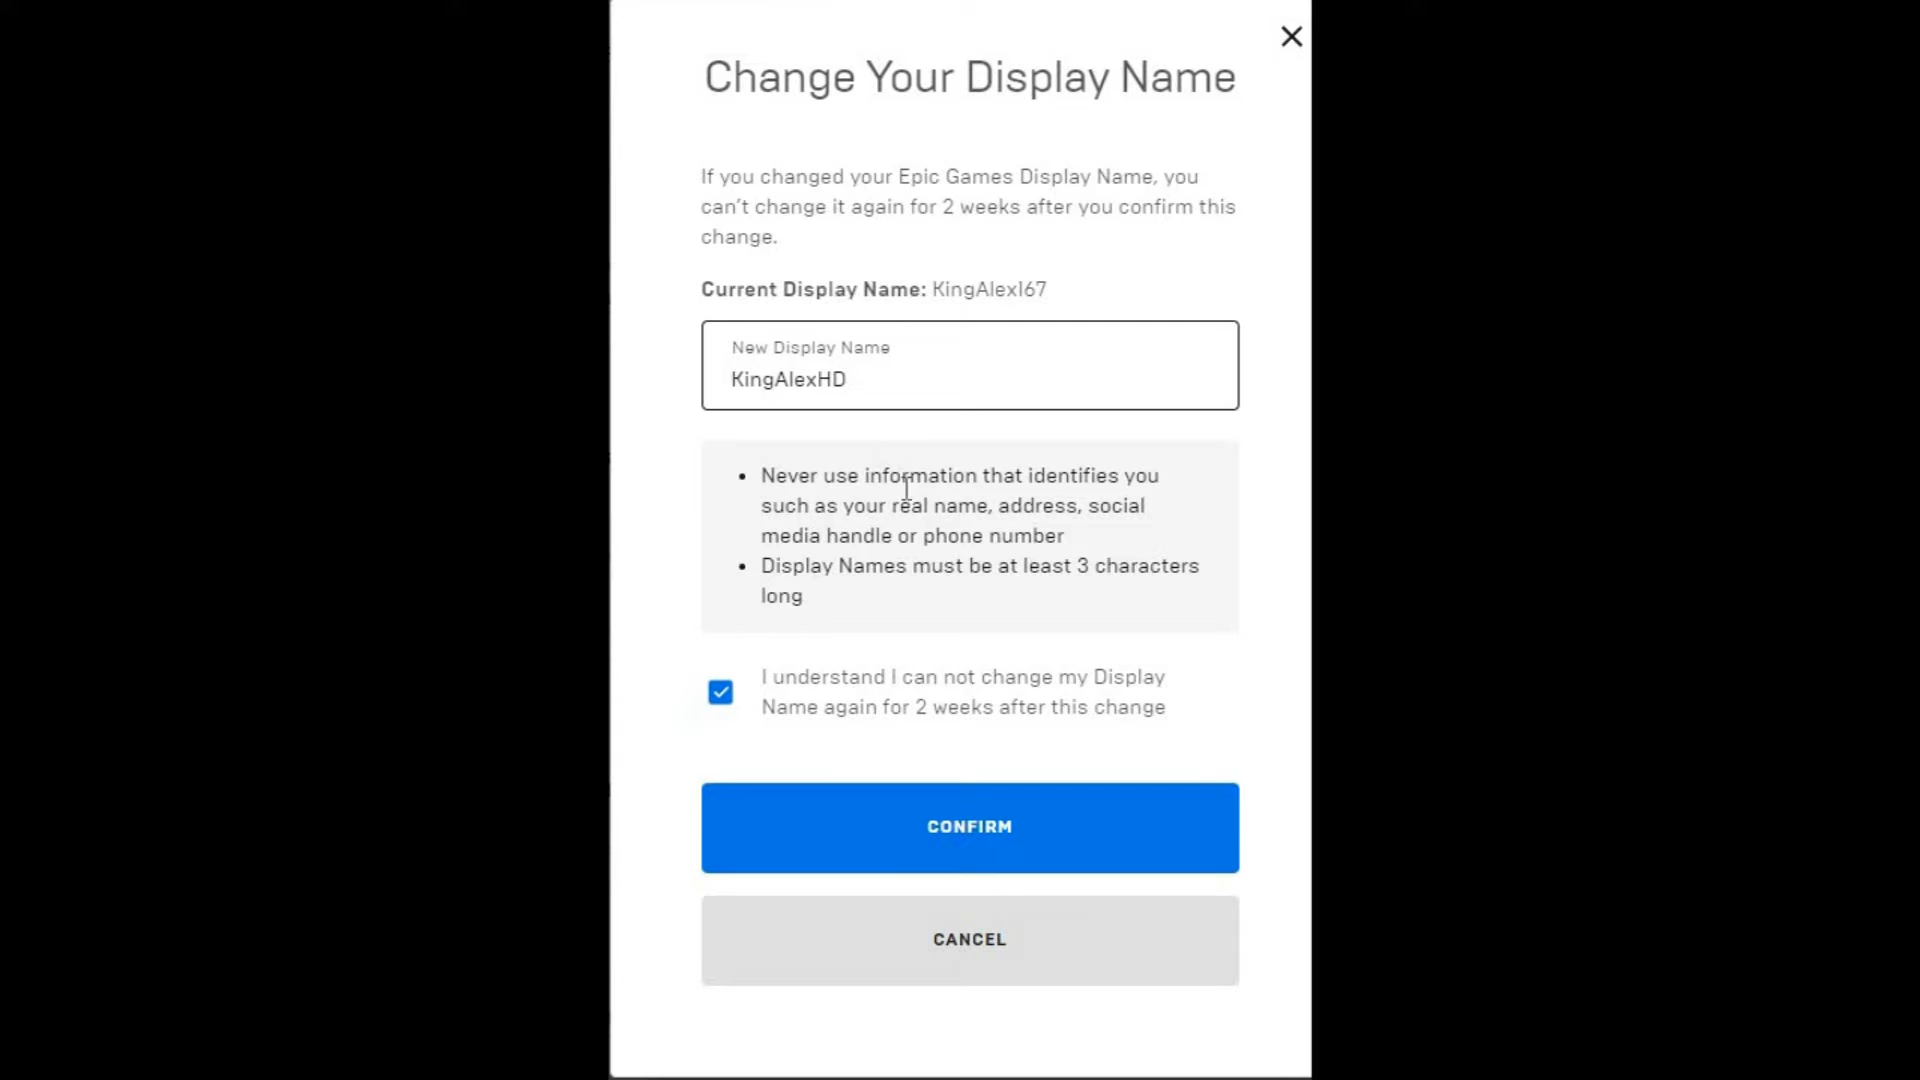 Change Your Display Name
If you changed your Epic Games Display Name, you
can't change it again for 2 weeks after you confirm this
change.
Current Display Name: KingAlexI67
New Display Name
KingAlexHD
• Never use information that identifies you
such as your real name, address, social
media handle or phone number
• Display Names must be at least 3 characters
long
I understand I can not change my Display
Name again for 2 weeks after this change
CONFIRM
CANCEL